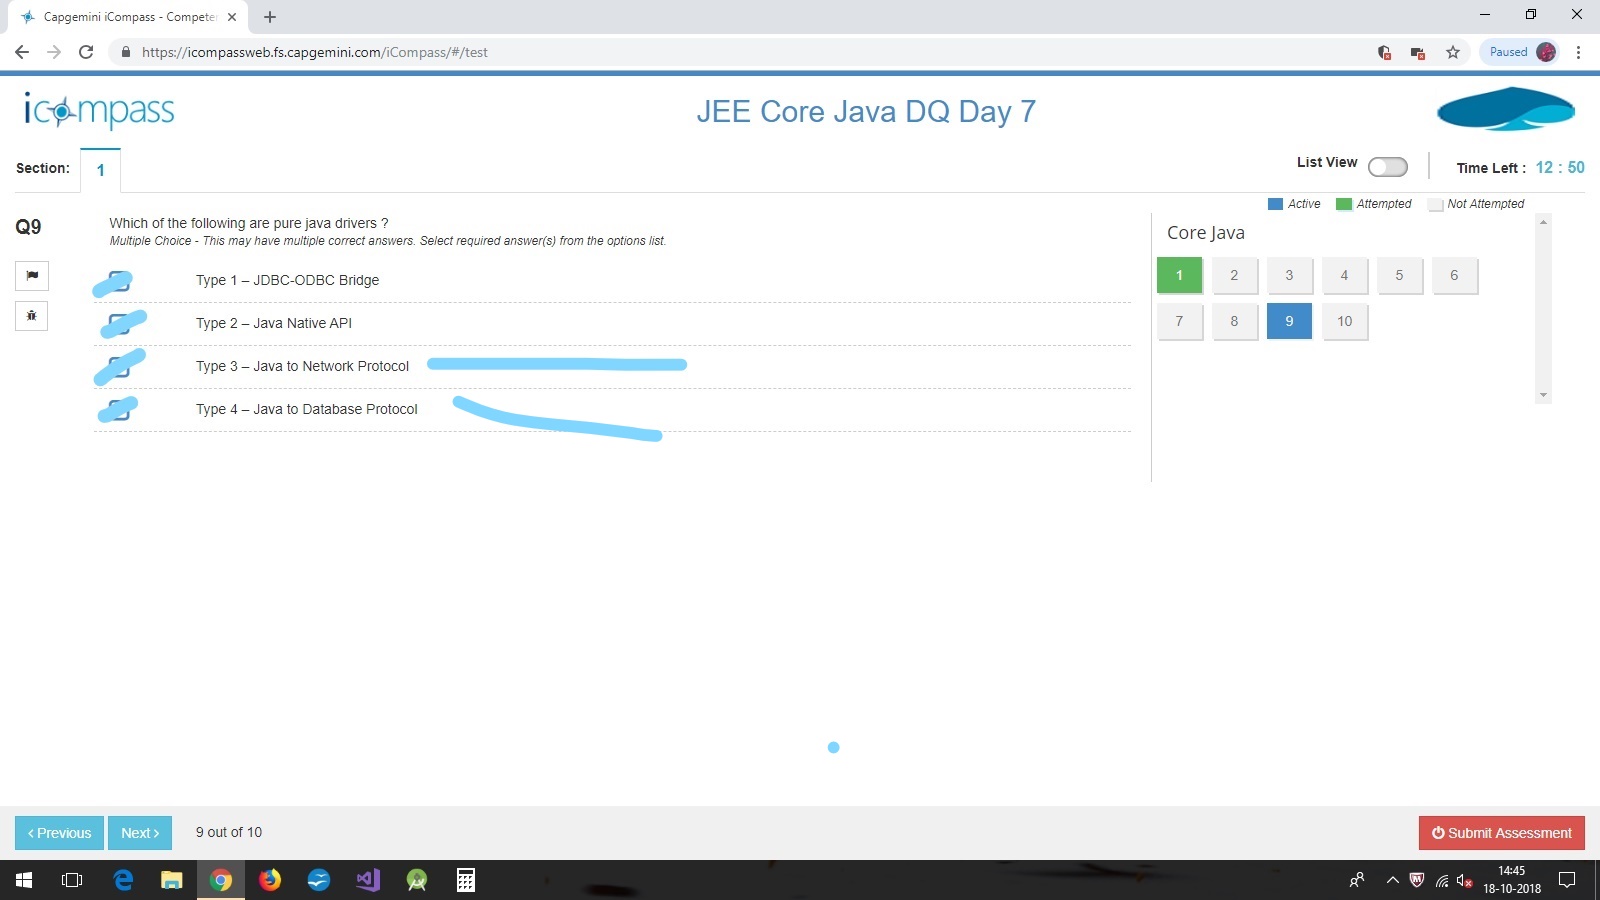 Capgemini iCompass - Competen
https://icompassweb.fs.capgemini.com/iCompass/#/test
Paused
icompass
JEE Core Java DQ Day 7
Section:
1
List View
Time Left : 12 : 50
Active
Attempted
Not Attempted
Q9
Which of the following are pure java drivers ?
Multiple Choice - This may have multiple correct answers. Select required answer(s) from the options list.
Type 1 – JDBC-ODBC Bridge
Type 2 – Java Native API
Type 3 – Java to Network Protocol
Type 4 – Java to Database Protocol
Core Java
1 2 3 4 5 6
7 8 9 10
‹ Previous
Next ›
9 out of 10
Submit Assessment
14:45
18-10-2018